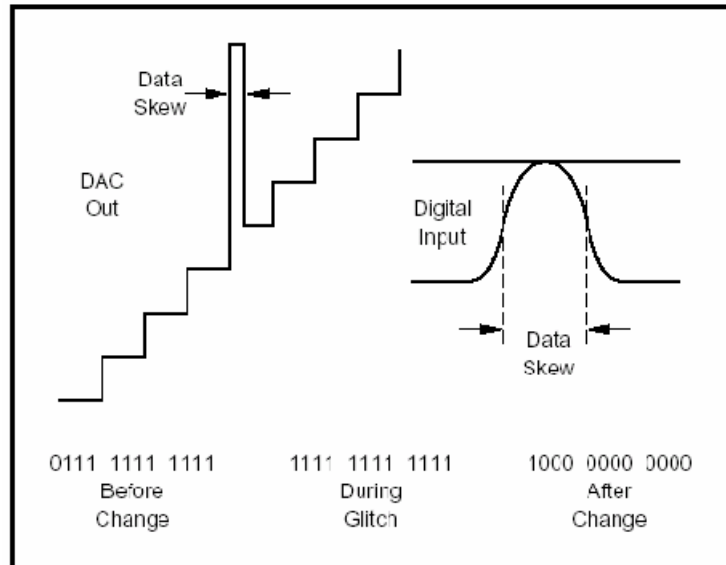 Data
Skew
DAC
Out
Digital
Input
Data
Skew
0111 1111 1111
Before
Change
1111 1111 1111
During
Glitch
1000 0000 0000
After
Change